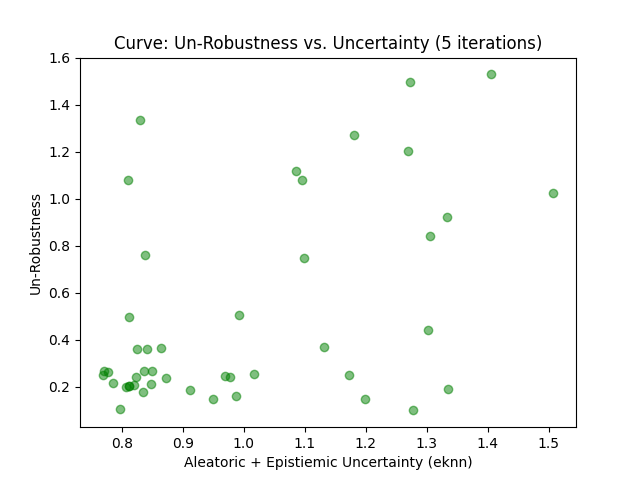 Curve: Un-Robustness vs. Uncertainty (5 iterations)
1.6
1.4
1.2
1.0
0.8
0.6
0.4
0.2
Un-Robustness
0.8 0.9 1.0 1.1 1.2 1.3 1.4 1.5
Aleatoric + Epistiemic Uncertainty (eknn)